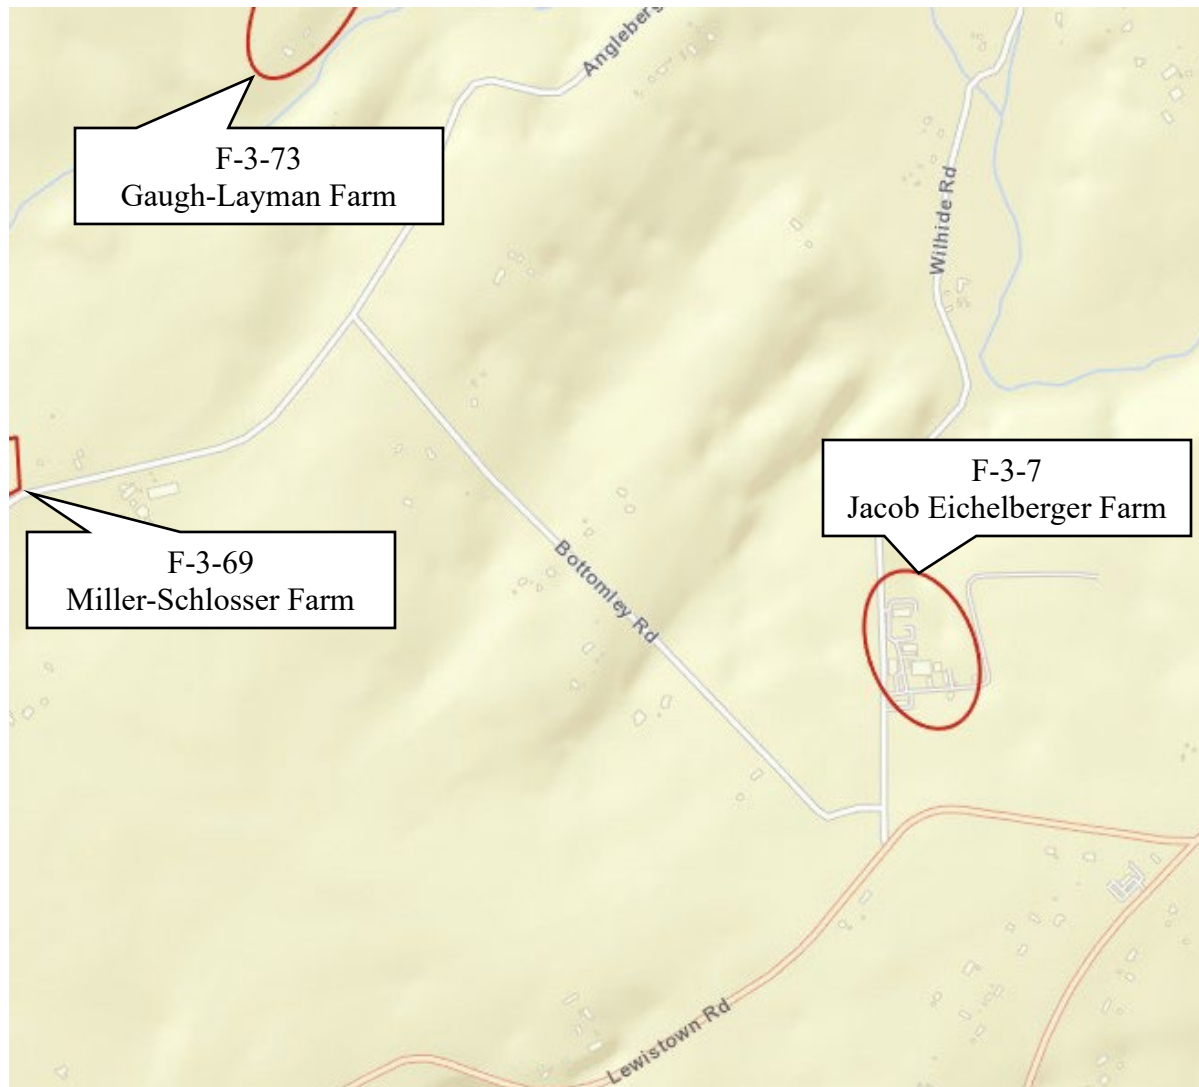 Angleberg
F-3-73
Gaugh-Layman Farm
Wilhide Rd
F-3-7
Jacob Eichelberger Farm
F-3-69
Miller-Schlosser Farm
Bottomley Rd
Lewistown Rd